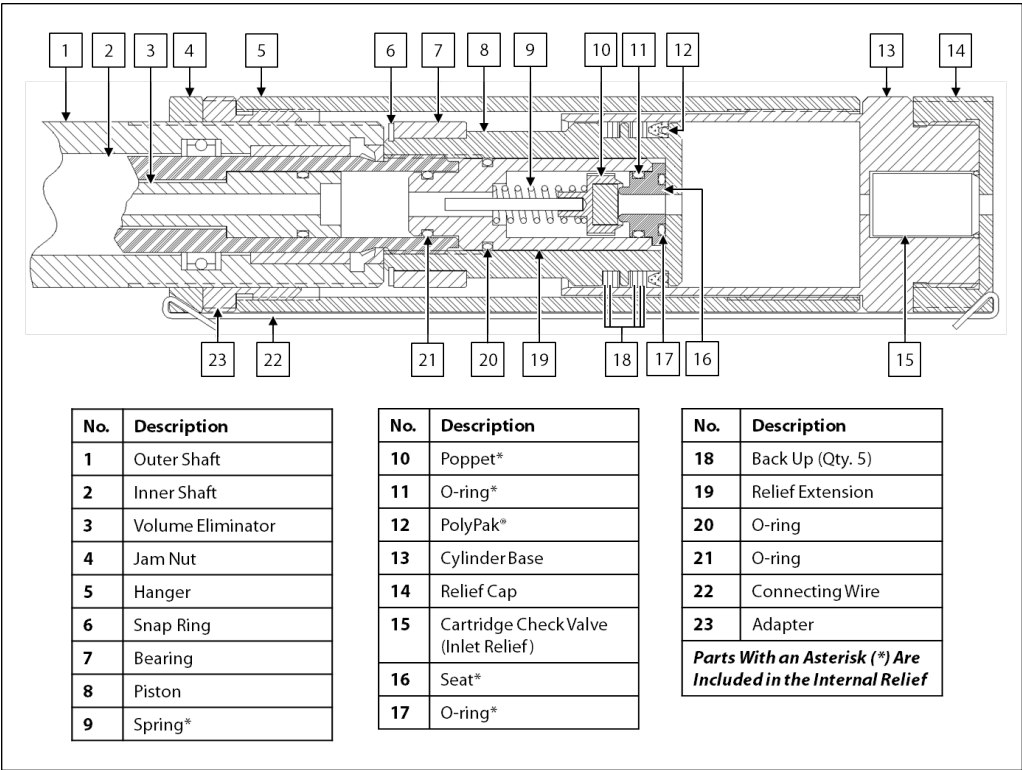 1 2 3 4 5 6 7 8 9 10 11 12 13 14
23 22 21 20 19 18 17 16 15
No. Description
1 Outer Shaft
2 Inner Shaft
3 Volume Eliminator
4 Jam Nut
5 Hanger
6 Snap Ring
7 Bearing
8 Piston
9 Spring*
No. Description
10 Poppet*
11 O-ring*
12 PolyPak®
13 Cylinder Base
14 Relief Cap
15 Cartridge Check Valve
(Inlet Relief)
16 Seat*
17 O-ring*
No. Description
18 Back Up (Qty. 5)
19 Relief Extension
20 O-ring
21 O-ring
22 Connecting Wire
23 Adapter
Parts With an Asterisk (*) Are
Included in the Internal Relief